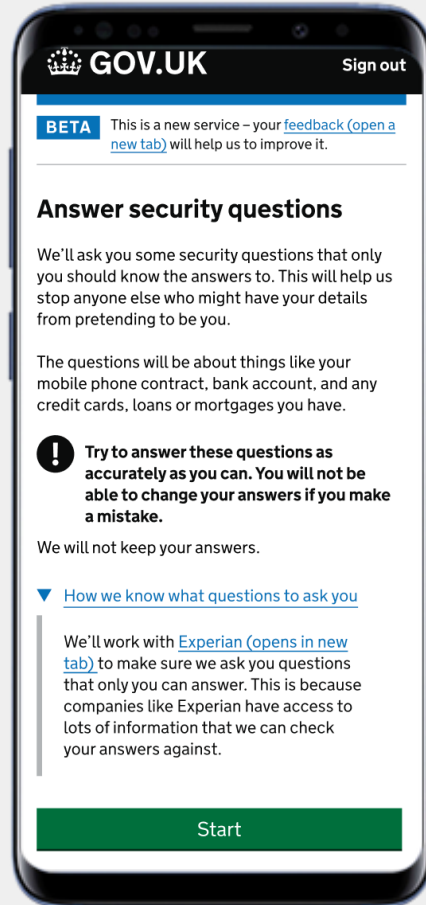 GOV.UK
Sign out
BETA
This is a new service – your feedback (open a
new tab) will help us to improve it.
Answer security questions
We’ll ask you some security questions that only
you should know the answers to. This will help us
stop anyone else who might have your details
from pretending to be you.
The questions will be about things like your
mobile phone contract, bank account, and any
credit cards, loans or mortgages you have.
! Try to answer these questions as
accurately as you can. You will not be
able to change your answers if you make
a mistake.
We will not keep your answers.
▼ How we know what questions to ask you
We’ll work with Experian (opens in new
tab) to make sure we ask you questions
that only you can answer. This is because
companies like Experian have access to
lots of information that we can check
your answers against.
Start